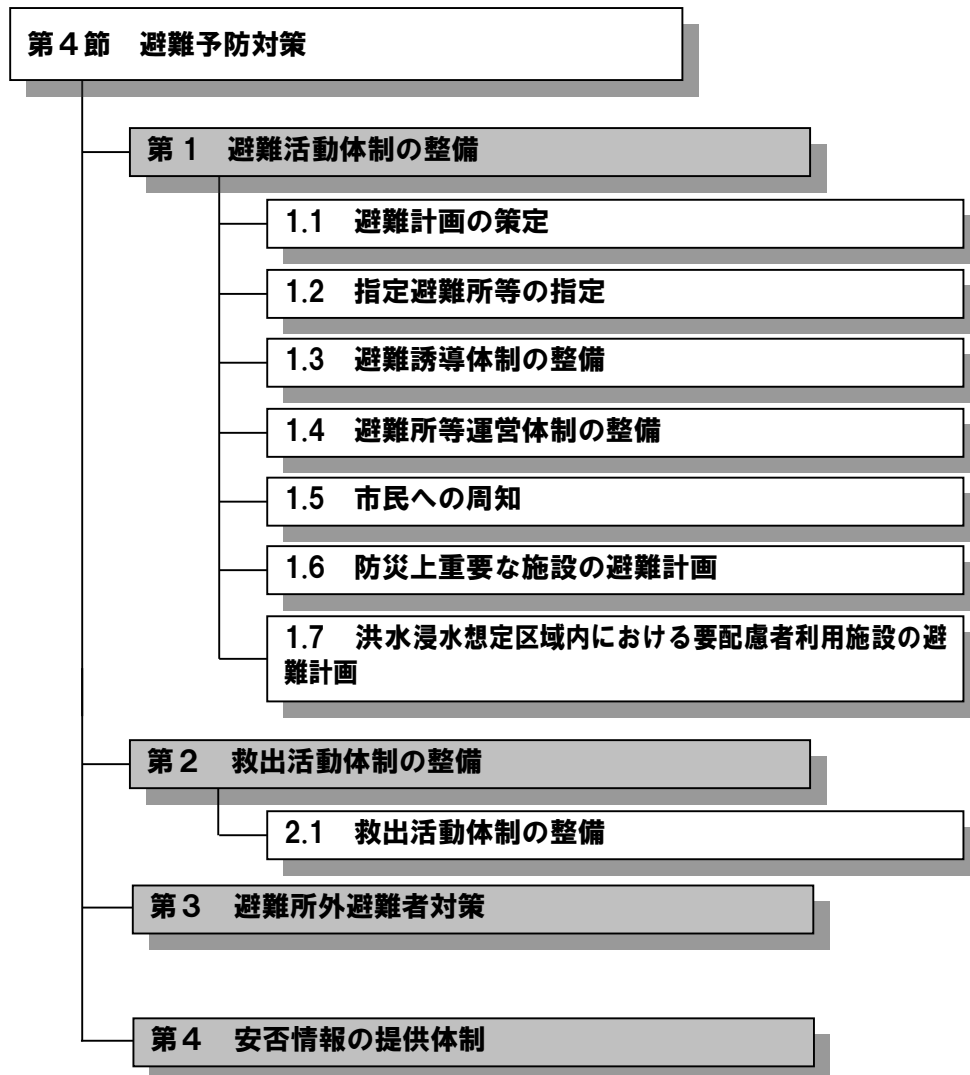 第４節　避難予防対策
第１　避難活動体制の整備
1.1　避難計画の策定
1.2　指定避難所等の指定
1.3　避難誘導体制の整備
1.4　避難所等運営体制の整備
1.5　市民への周知
1.6　防災上重要な施設の避難計画
1.7　洪水浸水想定区域内における要配慮者利用施設の避
難計画
第２　救出活動体制の整備
2.1　救出活動体制の整備
第３　避難所外避難者対策
第４　安否情報の提供体制